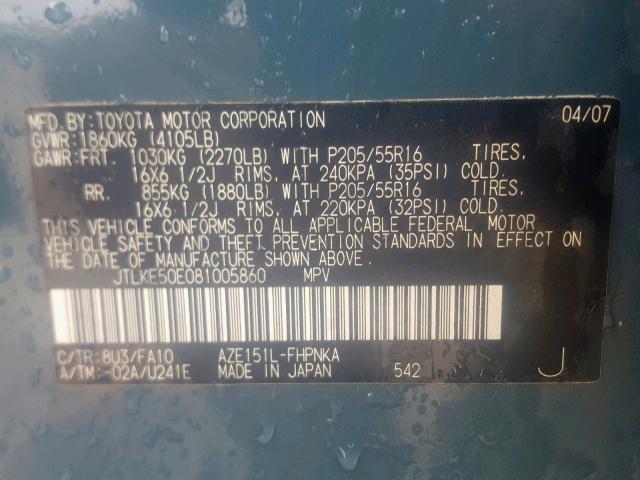 MFD.BY:TOYOTA MOTOR CORPORATION 04/07
GVWR:1860KG (4105LB)
GAWR:FRT. 1030KG (2270LB) WITH P205/55R16 TIRES,
16X6 1/2J RIMS, AT 240KPA (35PSI) COLD.
RR. 855KG (1880LB) WITH P205/55R16 TIRES,
16X6 1/2J RIMS, AT 220KPA (32PSI) COLD.
THIS VEHICLE CONFORMS TO ALL APPLICABLE FEDERAL MOTOR
VEHICLE SAFETY AND THEFT PREVENTION STANDARDS IN EFFECT ON
THE DATE OF MANUFACTURE SHOWN ABOVE.
JTLKE50E081005860 MPV
C/TR:8U3/FA10 AZE151L-FHPNKA
A/TM:-02A/U241E MADE IN JAPAN 542 J